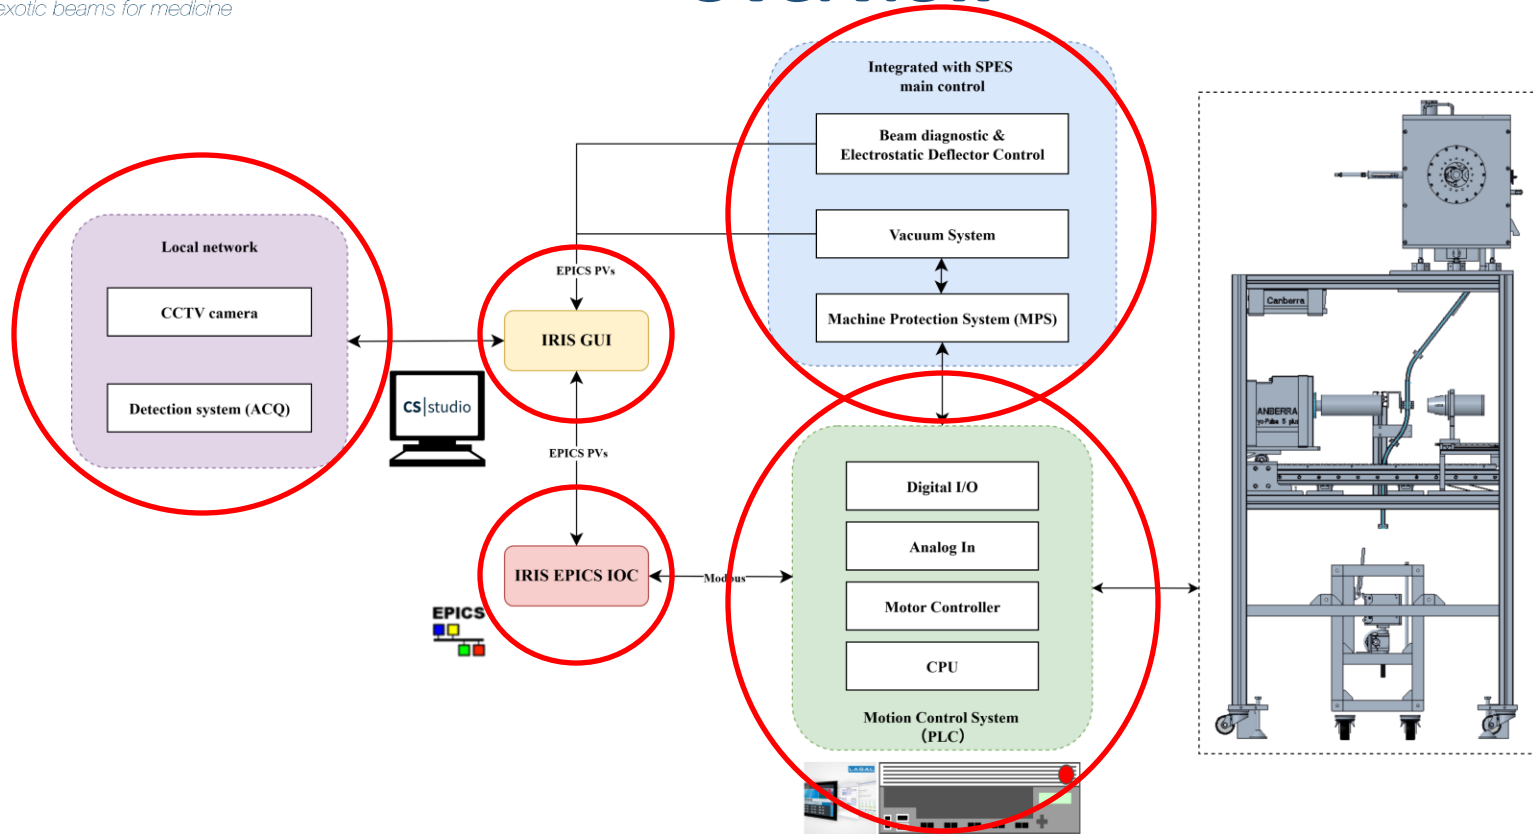 exotic beams for medicine
Integrated with SPES
main control
Beam diagnostic &
Electrostatic Deflector Control
Vacuum System
Machine Protection System (MPS)
Local network
CCTV camera
Detection system (ACQ)
EPICS PVs
IRIS GUI
CS|studio
EPICS PVs
IRIS EPICS IOC
EPICS
Modbus
Digital I/O
Analog In
Motor Controller
CPU
Motion Control System
(PLC)
Canberra
ANBERRA